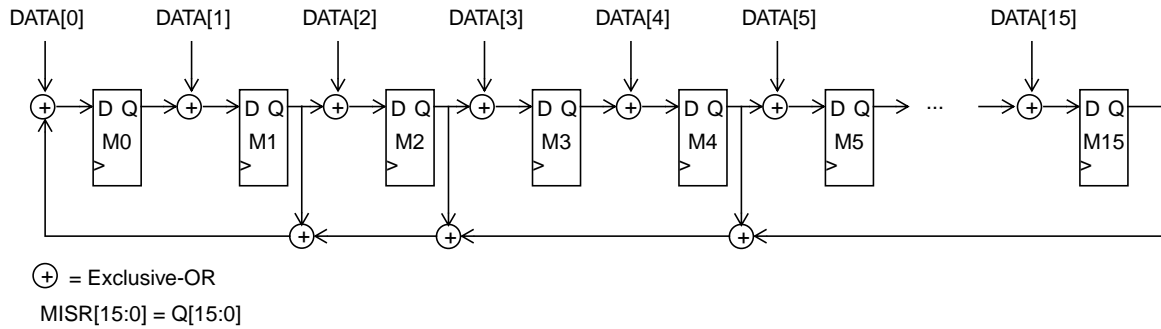 DATA[0] DATA[1] DATA[2] DATA[3] DATA[4] DATA[5] DATA[15]
+ + + + + + ... +
D Q D Q D Q D Q D Q D Q D Q
M0 M1 M2 M3 M4 M5 M15
+ + +
+ = Exclusive-OR
MISR[15:0] = Q[15:0]